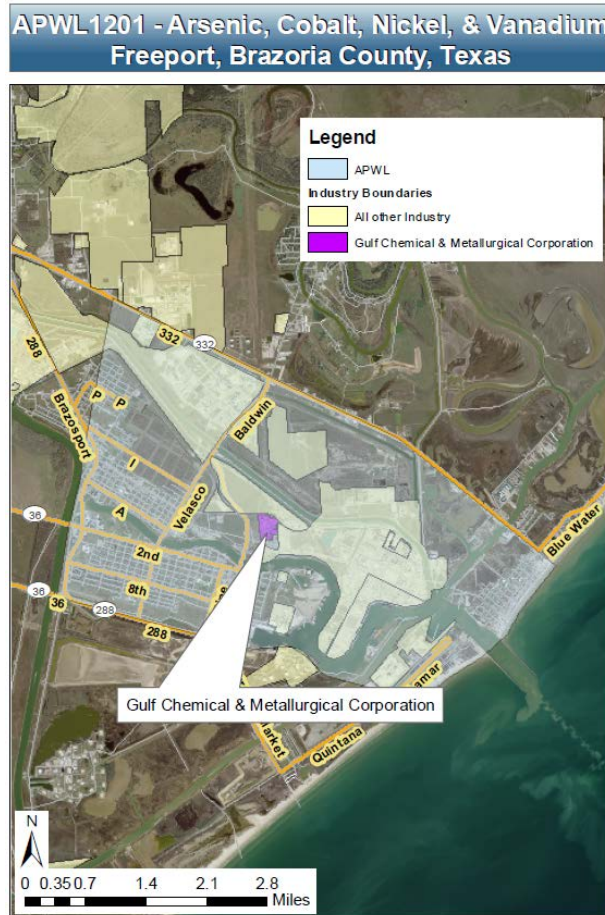 APWL1201 - Arsenic, Cobalt, Nickel, & Vanadium
Freeport, Brazoria County, Texas
Legend
APWL
Industry Boundaries
All other Industry
Gulf Chemical & Metallurgical Corporation
332
332
288
Brazosport
P
P
Baldwin
I
Velasco
A
36
2nd
Blue Water
8th
36
36
288
288
Gulf Chemical & Metallurgical Corporation
Quintana
N
0 0.35 0.7 1.4 2.1 2.8
Miles